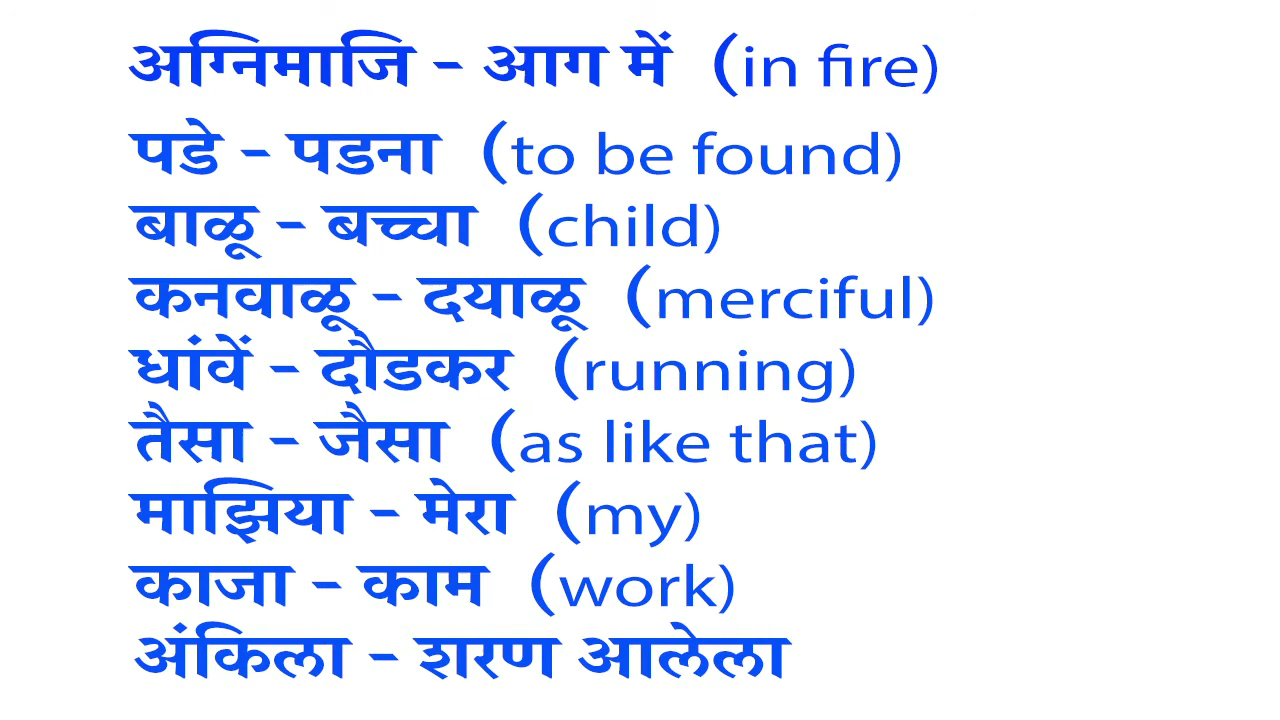 अग्निमाजि - आग में (in fire)
पडे - पडना (to be found)
बाळू - बच्चा (child)
कनवाळू - दयाळू (merciful)
धांवें - दौडकर (running)
तैसा - जैसा (as like that)
माझिया - मेरा (my)
काजा - काम (work)
अंकिला - शरण आलेला